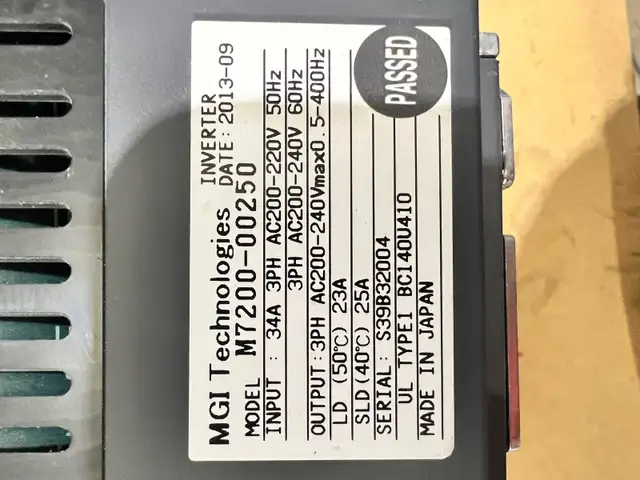 MGI Technologies INVERTER
MODEL M7200-00250 DATE:2013-09
INPUT : 34A 3PH AC200-220V 50Hz
3PH AC200-240V 60Hz
OUTPUT:3PH AC200-240Vmax0.5-400Hz
LD (50℃) 23A
SLD(40℃) 25A
SERIAL: S39B32004
UL TYPE1 BC140U410
MADE IN JAPAN
PASSED